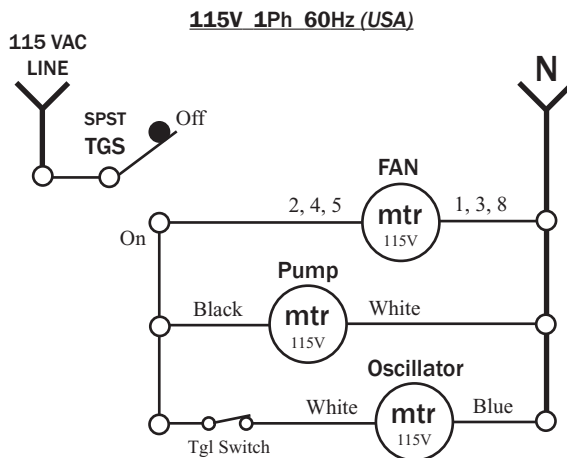 115V 1Ph 60Hz (USA)
115 VAC
LINE
N
SPST
TGS
Off
FAN
On
2, 4, 5
mtr
115V
1, 3, 8
Pump
Black
mtr
115V
White
Oscillator
Tgl Switch
White
mtr
115V
Blue